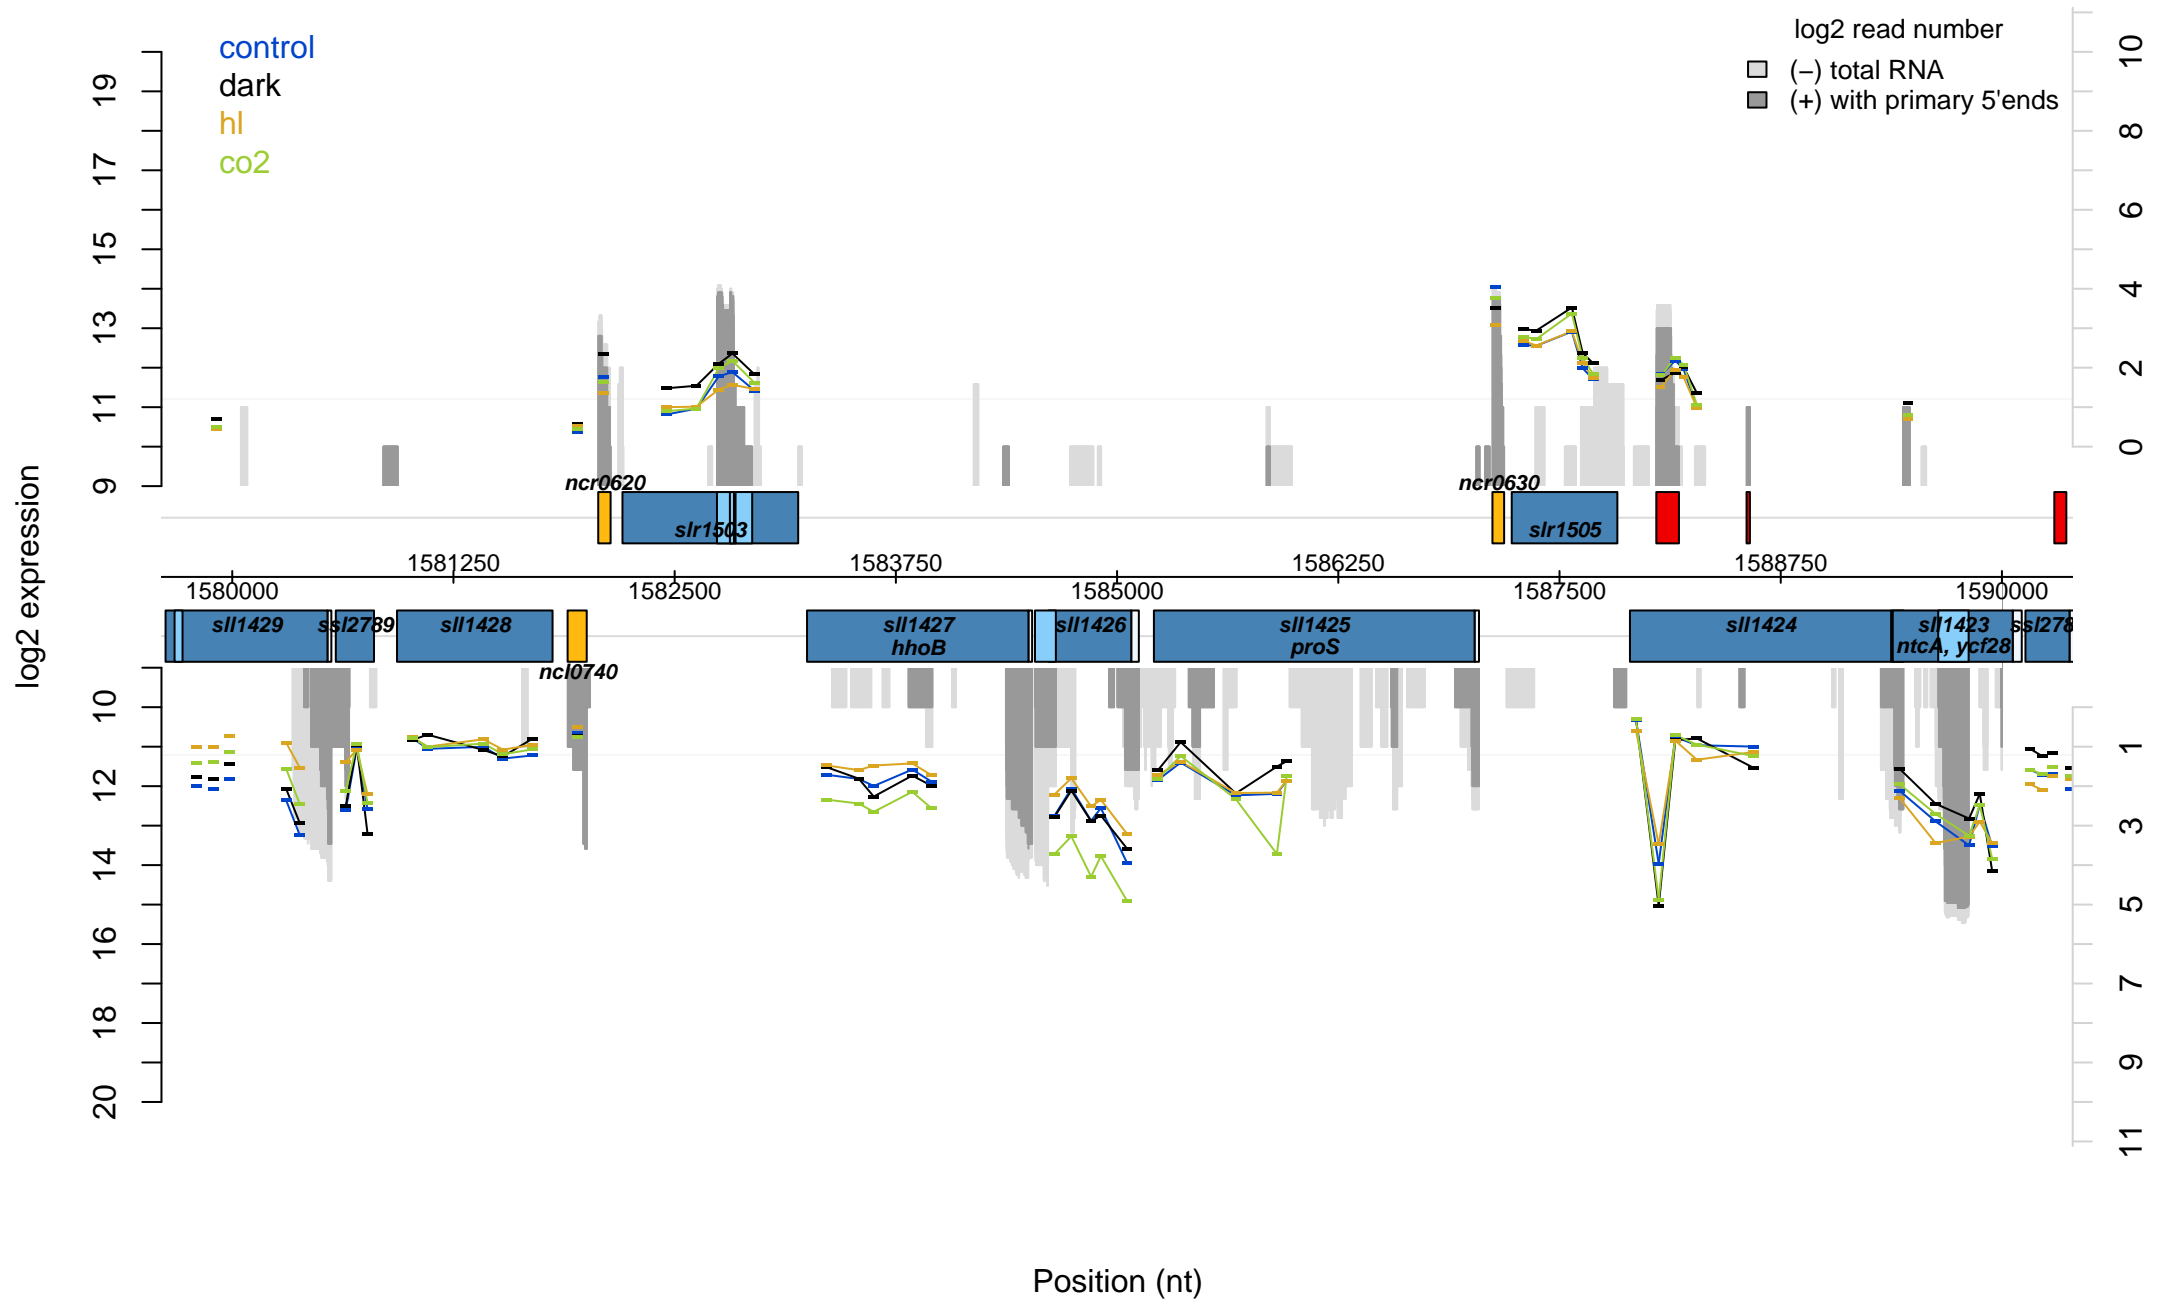 control
dark
hl
co2
log2 read number
(−) total RNA
(+) with primary 5'ends
19
17
15
13
11
9
10
8
6
4
2
0
log2 expression
ncr0620
ncr0630
slr1503
slr1505
1581250
1583750
1586250
1588750
1580000
1582500
1585000
1587500
1590000
sll1429
ssl2789
sll1428
sll1427
hhoB
sll1426
sll1425
proS
sll1424
sll1423
ntcA, ycf28
ssl278
ncl0740
10
12
14
16
18
20
1
3
5
7
9
11
Position (nt)